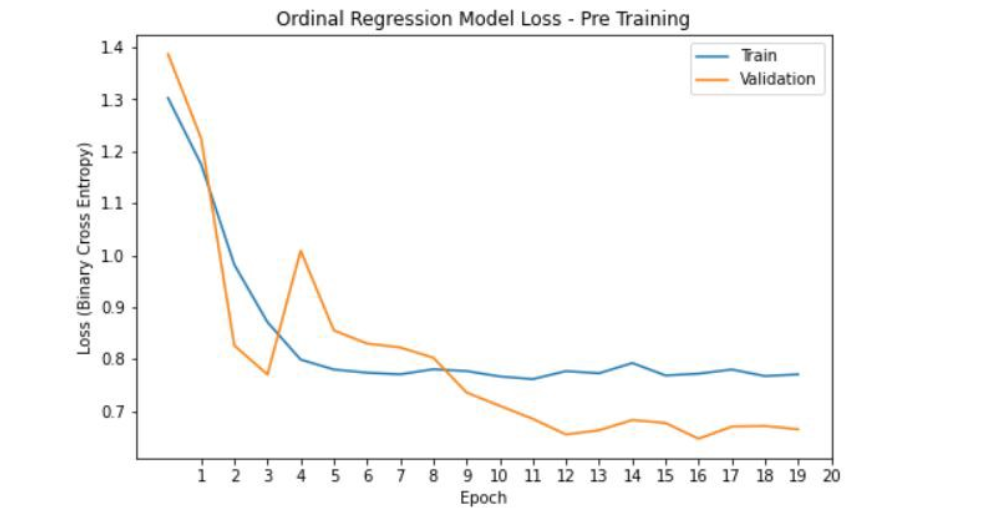 Ordinal Regression Model Loss - Pre Training
Train
Validation
Loss (Binary Cross Entropy)
1.4
1.3
1.2
1.1
1.0
0.9
0.8
0.7
1 2 3 4 5 6 7 8 9 10 11 12 13 14 15 16 17 18 19 20
Epoch